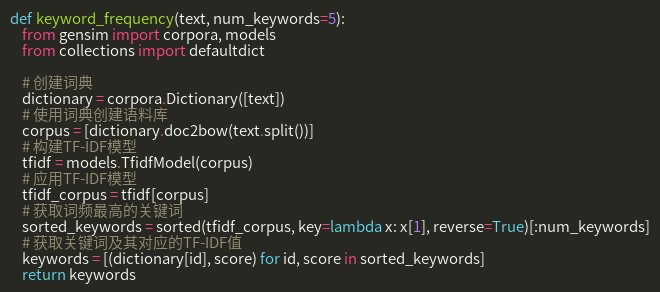 def keyword_frequency(text, num_keywords=5):
from gensim import corpora, models
from collections import defaultdict
# 创建词典
dictionary = corpora.Dictionary([text])
# 使用词典创建语料库
corpus = [dictionary.doc2bow(text.split())]
# 构建TF-IDF模型
tfidf = models.TfidfModel(corpus)
# 应用TF-IDF模型
tfidf_corpus = tfidf[corpus]
# 获取词频最高的关键词
sorted_keywords = sorted(tfidf_corpus, key=lambda x: x[1], reverse=True)[:num_keywords]
# 获取关键词及其对应的TF-IDF值
keywords = [(dictionary[id], score) for id, score in sorted_keywords]
return keywords